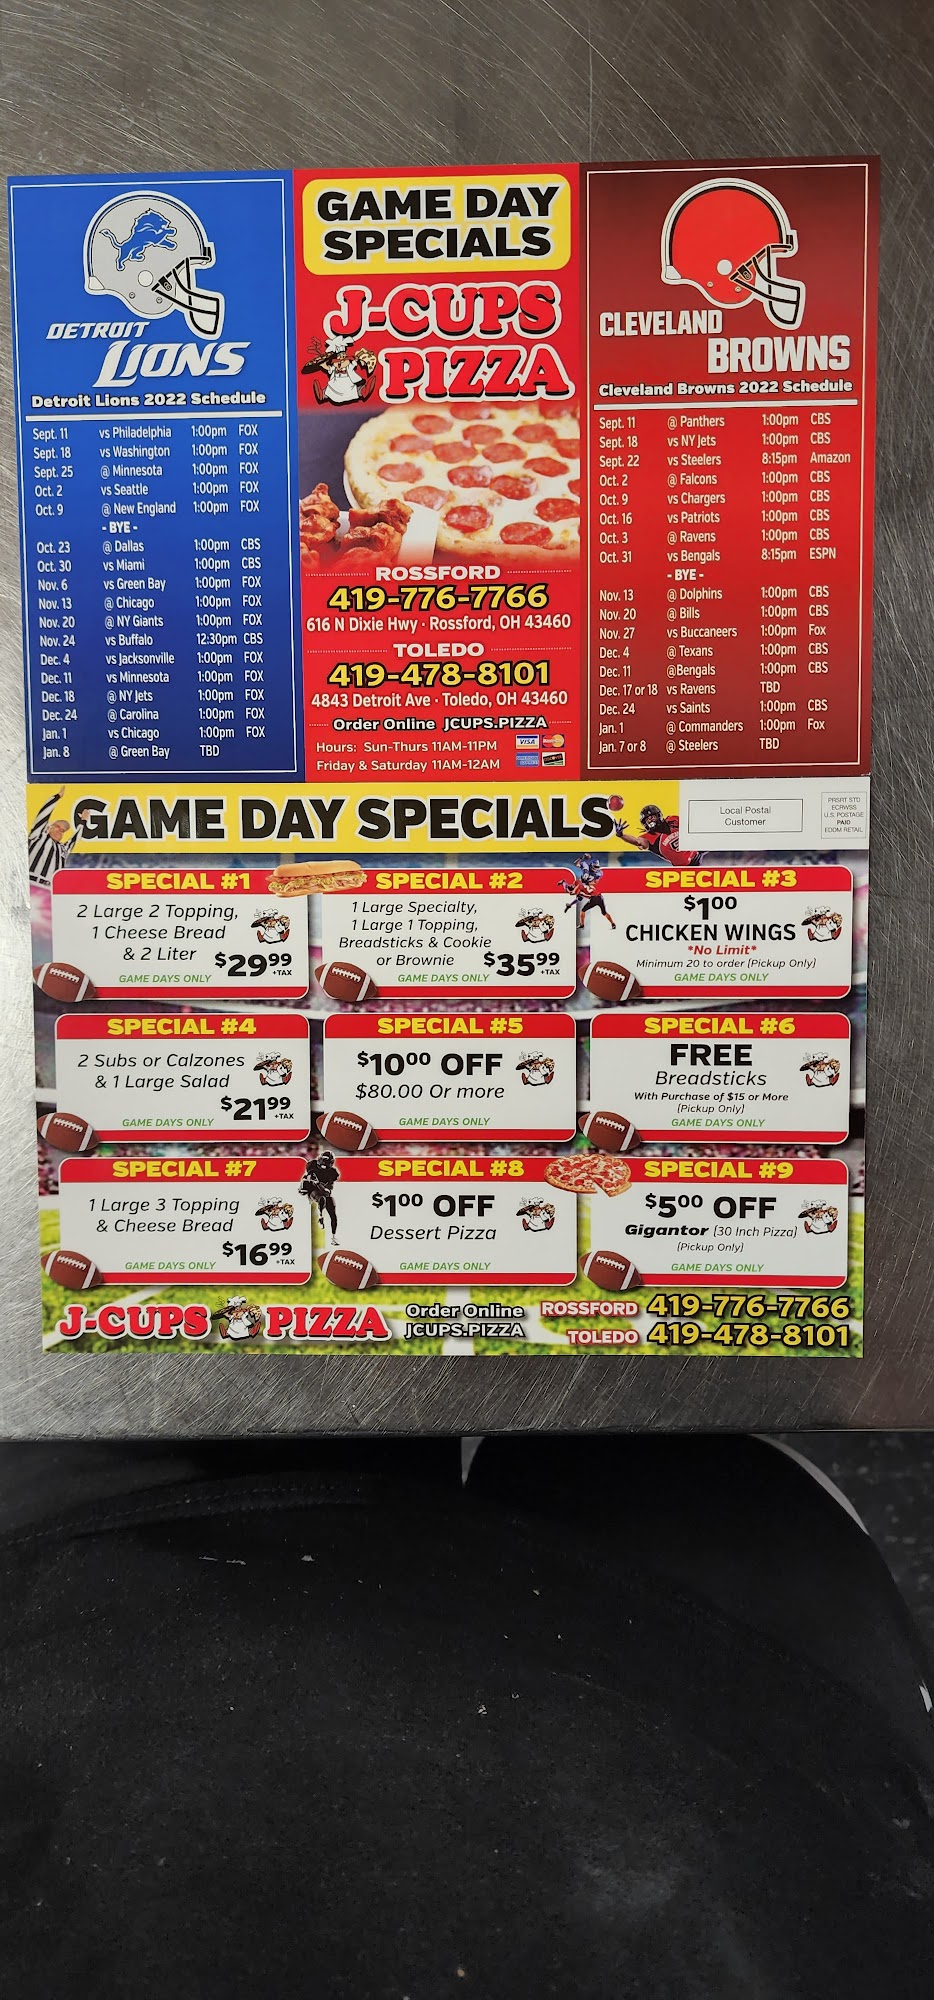 DETROIT
LIONS
Detroit Lions 2022 Schedule
Sept. 11 vs Philadelphia 1:00pm FOX
Sept. 18 vs Washington 1:00pm FOX
Sept. 25 @ Minnesota 1:00pm FOX
Oct. 2 vs Seattle 1:00pm FOX
Oct. 9 @ New England 1:00pm FOX
- BYE -
Oct. 23 @ Dallas 1:00pm CBS
Oct. 30 vs Miami 1:00pm CBS
Nov. 6 vs Green Bay 1:00pm FOX
Nov. 13 @ Chicago 1:00pm FOX
Nov. 20 @ NY Giants 1:00pm FOX
Nov. 24 vs Buffalo 12:30pm CBS
Dec. 4 vs Jacksonville 1:00pm FOX
Dec. 11 vs Minnesota 1:00pm FOX
Dec. 18 @ NY Jets 1:00pm FOX
Dec. 24 @ Carolina 1:00pm FOX
Jan. 1 vs Chicago 1:00pm FOX
Jan. 8 @ Green Bay TBD
GAME DAY
SPECIALS
J-CUPS
PIZZA
ROSSFORD
419-776-7766
616 N Dixie Hwy · Rossford, OH 43460
TOLEDO
419-478-8101
4843 Detroit Ave · Toledo, OH 43460
Order Online JCUPS.PIZZA
Hours: Sun-Thurs 11AM-11PM
Friday & Saturday 11AM-12AM
VISA
CLEVELAND
BROWNS
Cleveland Browns 2022 Schedule
Sept. 11 @ Panthers 1:00pm CBS
Sept. 18 vs NY Jets 1:00pm CBS
Sept. 22 vs Steelers 8:15pm Amazon
Oct. 2 @ Falcons 1:00pm CBS
Oct. 9 vs Chargers 1:00pm CBS
Oct. 16 vs Patriots 1:00pm CBS
Oct. 3 @ Ravens 1:00pm CBS
Oct. 31 vs Bengals 8:15pm ESPN
- BYE -
Nov. 13 @ Dolphins 1:00pm CBS
Nov. 20 @ Bills 1:00pm CBS
Nov. 27 vs Buccaneers 1:00pm Fox
Dec. 4 @ Texans 1:00pm CBS
Dec. 11 @Bengals 1:00pm CBS
Dec. 17 or 18 vs Ravens TBD
Dec. 24 vs Saints 1:00pm CBS
Jan. 1 @ Commanders 1:00pm Fox
Jan. 7 or 8 @ Steelers TBD
GAME DAY SPECIALS
Local Postal
Customer
PRSRT STD
ECRWSS
U.S. POSTAGE
PAID
EDDM RETAIL
SPECIAL #1
2 Large 2 Topping,
1 Cheese Bread
& 2 Liter
$29.99
+TAX
GAME DAYS ONLY
SPECIAL #2
1 Large Specialty,
1 Large 1 Topping,
Breadsticks & Cookie
or Brownie
$35.99
+TAX
GAME DAYS ONLY
SPECIAL #3
$1.00
CHICKEN WINGS
*No Limit*
Minimum 20 to order (Pickup Only)
GAME DAYS ONLY
SPECIAL #4
2 Subs or Calzones
& 1 Large Salad
$21.99
+TAX
GAME DAYS ONLY
SPECIAL #5
$10.00 OFF
$80.00 Or more
GAME DAYS ONLY
SPECIAL #6
FREE
Breadsticks
With Purchase of $15 or More
(Pickup Only)
GAME DAYS ONLY
SPECIAL #7
1 Large 3 Topping
& Cheese Bread
$16.99
+TAX
GAME DAYS ONLY
SPECIAL #8
$1.00 OFF
Dessert Pizza
GAME DAYS ONLY
SPECIAL #9
$5.00 OFF
Gigantor (30 Inch Pizza)
(Pickup Only)
GAME DAYS ONLY
J-CUPS PIZZA
Order Online
JCUPS.PIZZA
ROSSFORD 419-776-7766
TOLEDO 419-478-8101